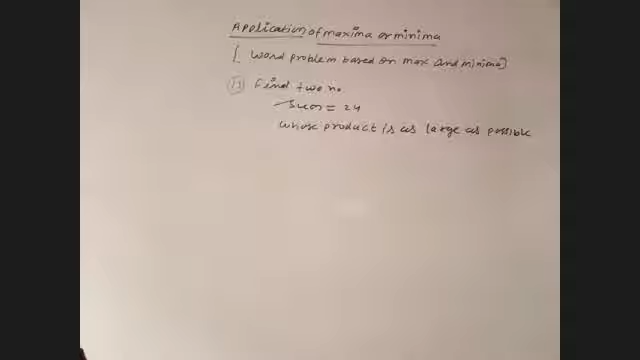 Application of maxima or minima
[ Word problem based on max and minima]
(1) Find two no.
Sum = 24
whose product is as large as possible